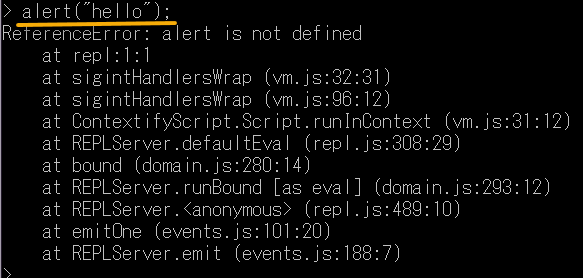 > alert("hello");
ReferenceError: alert is not defined
    at repl:1:1
    at sigintHandlersWrap (vm.js:32:31)
    at sigintHandlersWrap (vm.js:96:12)
    at ContextifyScript.Script.runInContext (vm.js:31:12)
    at REPLServer.defaultEval (repl.js:308:29)
    at bound (domain.js:280:14)
    at REPLServer.runBound [as eval] (domain.js:293:12)
    at REPLServer.<anonymous> (repl.js:489:10)
    at emitOne (events.js:101:20)
    at REPLServer.emit (events.js:188:7)
>